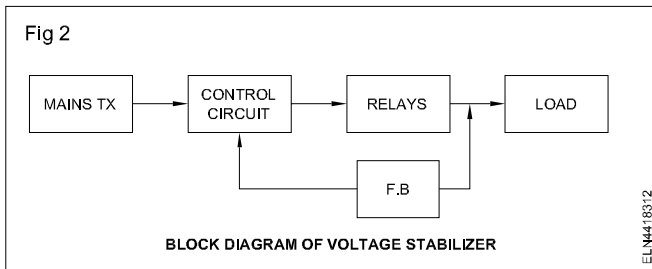 Fig 2
MAINS TX
CONTROL
CIRCUIT
RELAYS
LOAD
F.B
BLOCK DIAGRAM OF VOLTAGE STABILIZER
ELN4418312